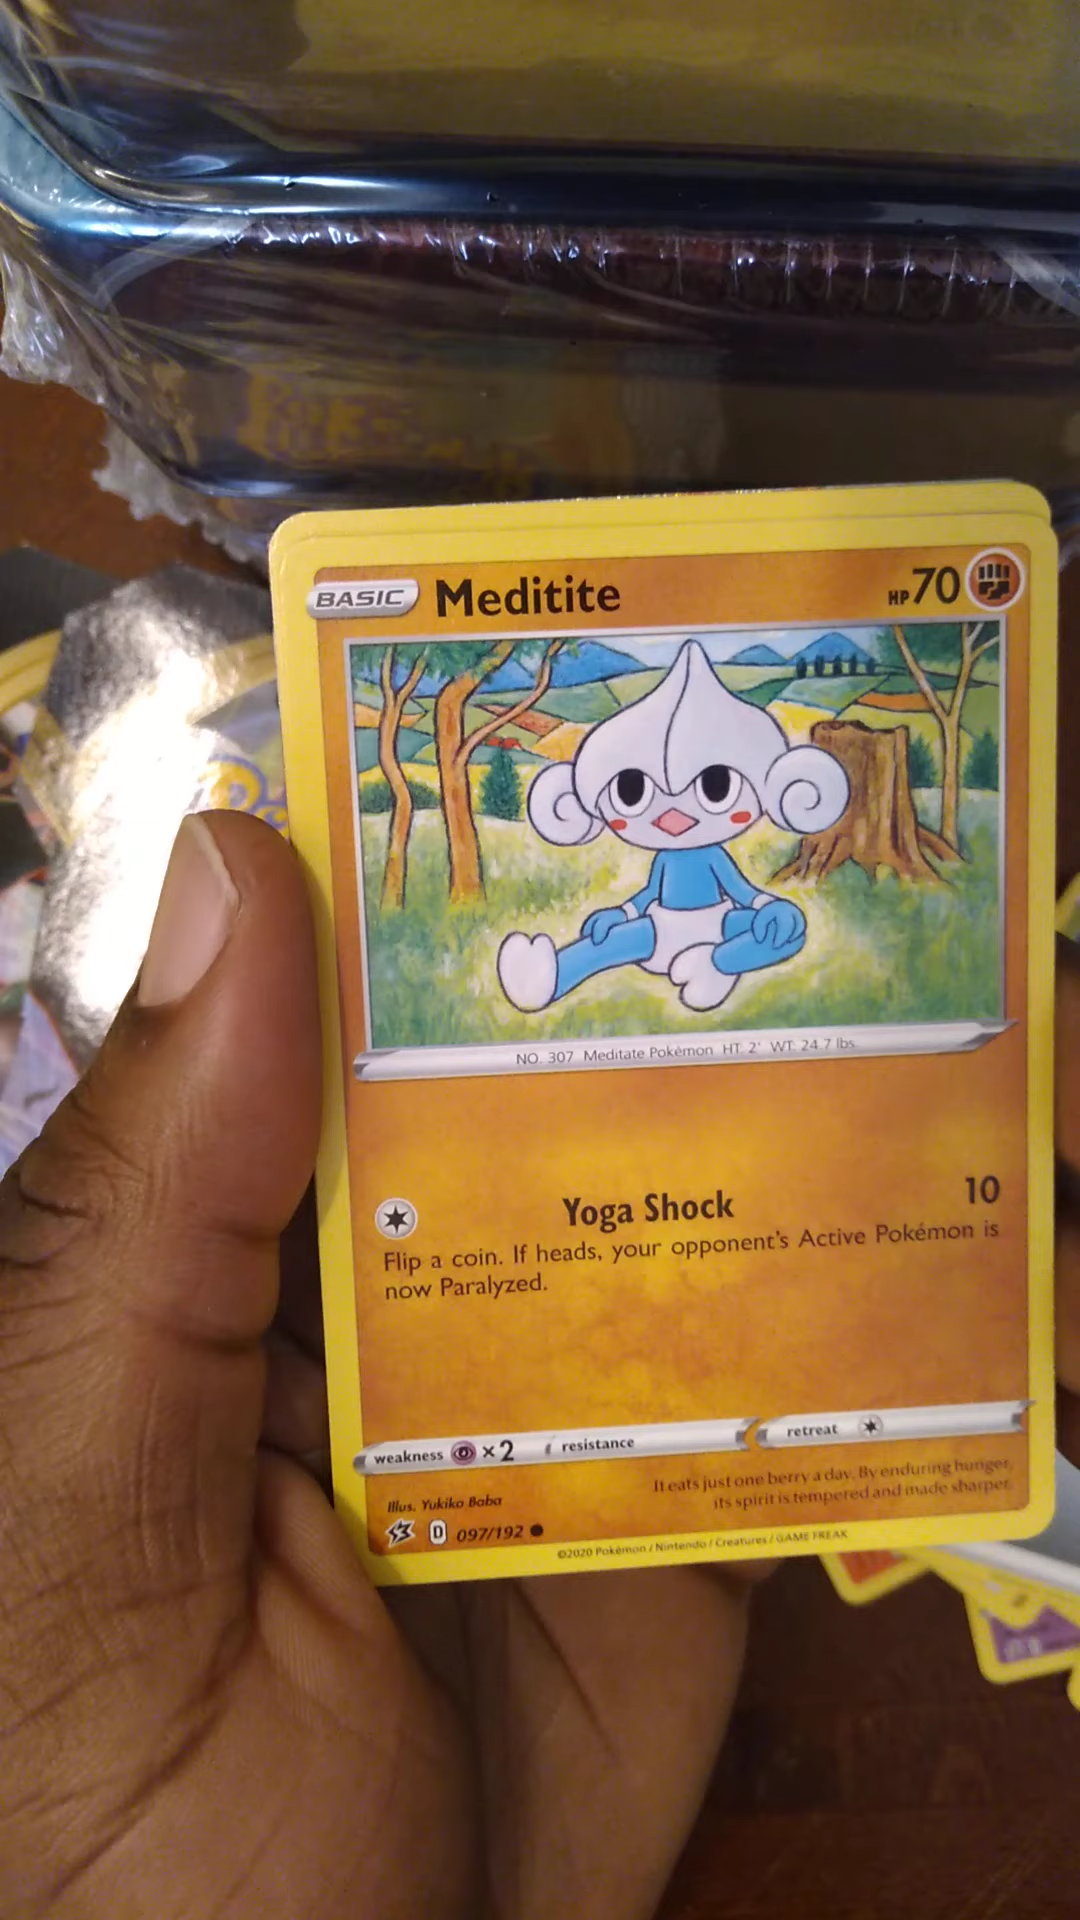 BASIC Meditite HP 70
NO. 307 Meditate Pokémon HT. 2' WT. 24.7 lbs.
Yoga Shock 10
Flip a coin. If heads, your opponent's Active Pokémon is
now Paralyzed.
weakness ×2 resistance retreat
It eats just one berry a day. By enduring hunger,
its spirit is tempered and made sharper.
Illus. Yukiko Baba
D 097/192
©2020 Pokémon / Nintendo / Creatures / GAME FREAK